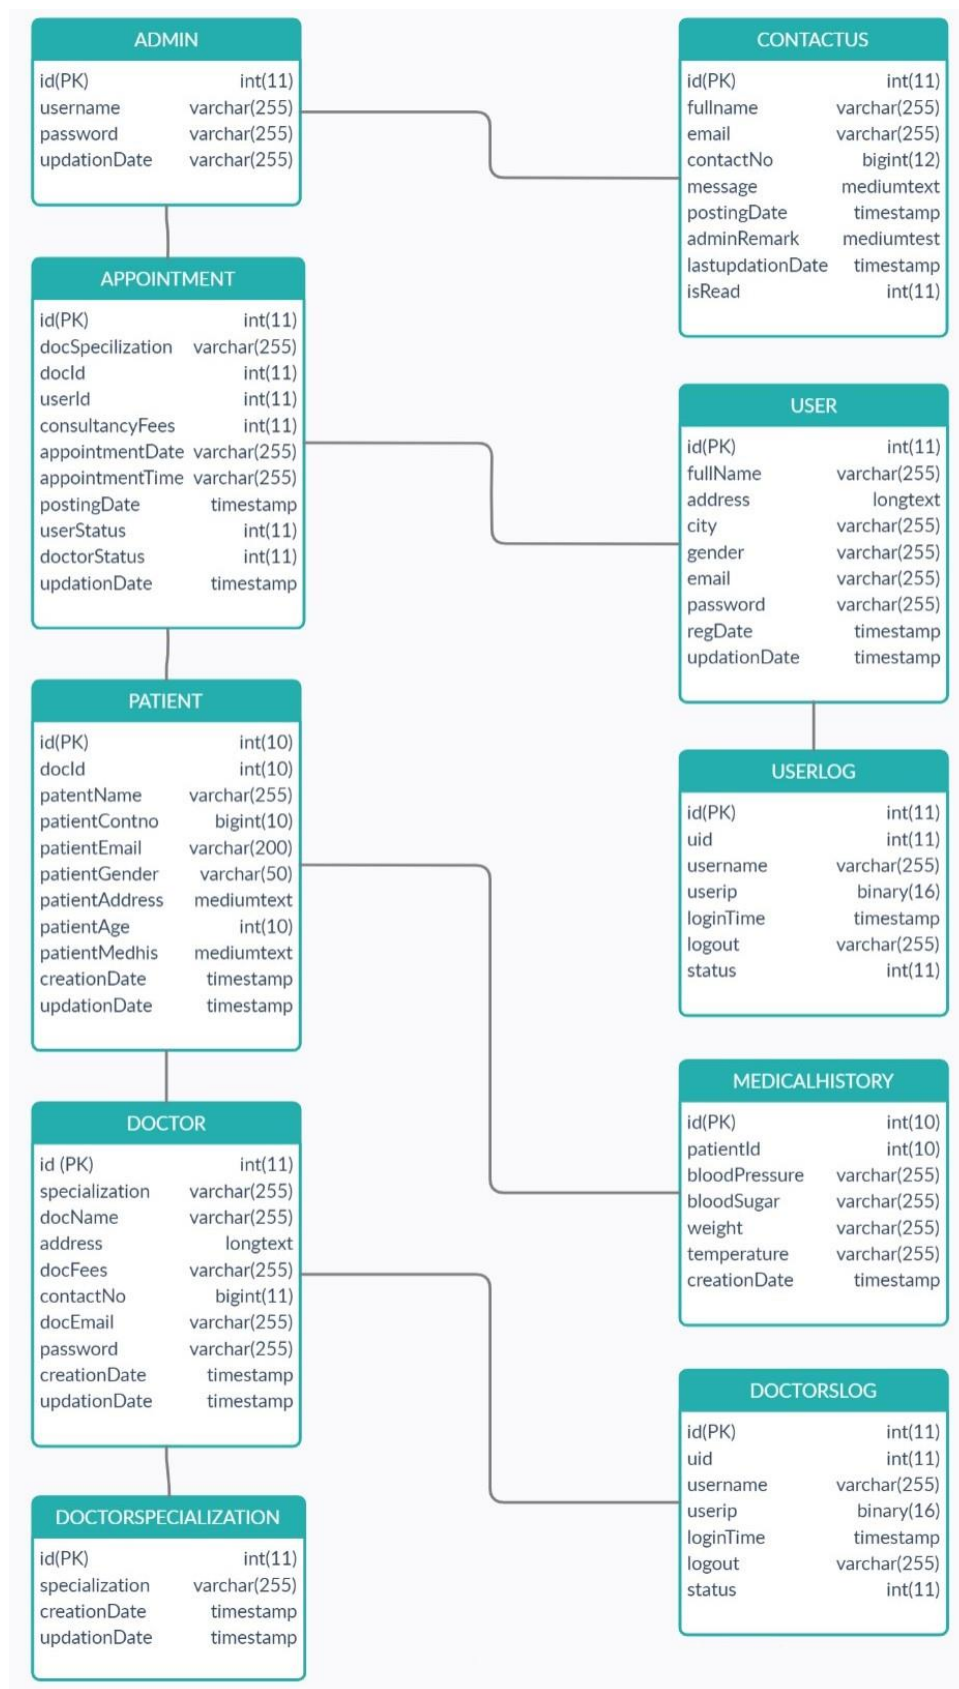 ADMIN
id(PK) int(11)
username varchar(255)
password varchar(255)
updationDate varchar(255)
APPOINTMENT
id(PK) int(11)
docSpecilization varchar(255)
docId int(11)
userId int(11)
consultancyFees int(11)
appointmentDate varchar(255)
appointmentTime varchar(255)
postingDate timestamp
userStatus int(11)
doctorStatus int(11)
updationDate timestamp
PATIENT
id(PK) int(10)
docId int(10)
patentName varchar(255)
patientContno bigint(10)
patientEmail varchar(200)
patientGender varchar(50)
patientAddress mediumtext
patientAge int(10)
patientMedhis mediumtext
creationDate timestamp
updationDate timestamp
DOCTOR
id (PK) int(11)
specialization varchar(255)
docName varchar(255)
address longtext
docFees varchar(255)
contactNo bigint(11)
docEmail varchar(255)
password varchar(255)
creationDate timestamp
updationDate timestamp
DOCTORSPECIALIZATION
id(PK) int(11)
specialization varchar(255)
creationDate timestamp
updationDate timestamp
CONTACTUS
id(PK) int(11)
fullname varchar(255)
email varchar(255)
contactNo bigint(12)
message mediumtext
postingDate timestamp
adminRemark mediumtest
lastupdationDate timestamp
isRead int(11)
USER
id(PK) int(11)
fullName varchar(255)
address longtext
city varchar(255)
gender varchar(255)
email varchar(255)
password varchar(255)
regDate timestamp
updationDate timestamp
USERLOG
id(PK) int(11)
uid int(11)
username varchar(255)
userip binary(16)
loginTime timestamp
logout varchar(255)
status int(11)
MEDICALHISTORY
id(PK) int(10)
patientId int(10)
bloodPressure varchar(255)
bloodSugar varchar(255)
weight varchar(255)
temperature varchar(255)
creationDate timestamp
DOCTORSLOG
id(PK) int(11)
uid int(11)
username varchar(255)
userip binary(16)
loginTime timestamp
logout varchar(255)
status int(11)